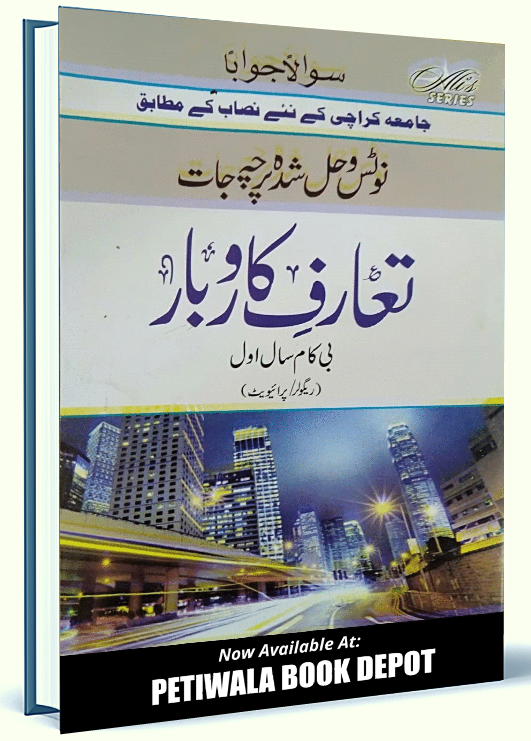 سوالاً جواباً
Ali's
SERIES
جامعہ کراچی کے نئے نصاب کے مطابق
نوٹس و حل شدہ پرچہ جات
تعارفِ کاروبار
بی کام سال اول
(ریگولر/پرائیویٹ)
Now Available At:
PETIWALA BOOK DEPOT